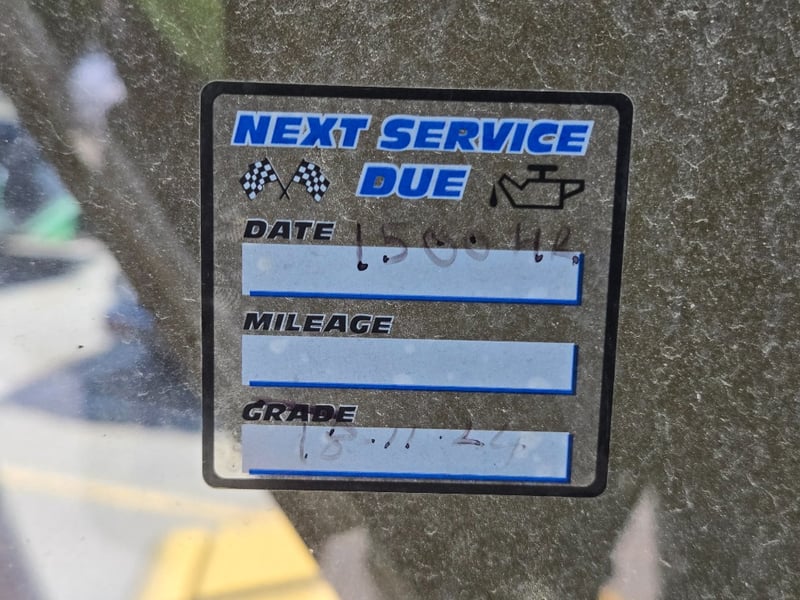 NEXT SERVICE
DUE
DATE
1500 HR
MILEAGE
GRADE
18.11.24